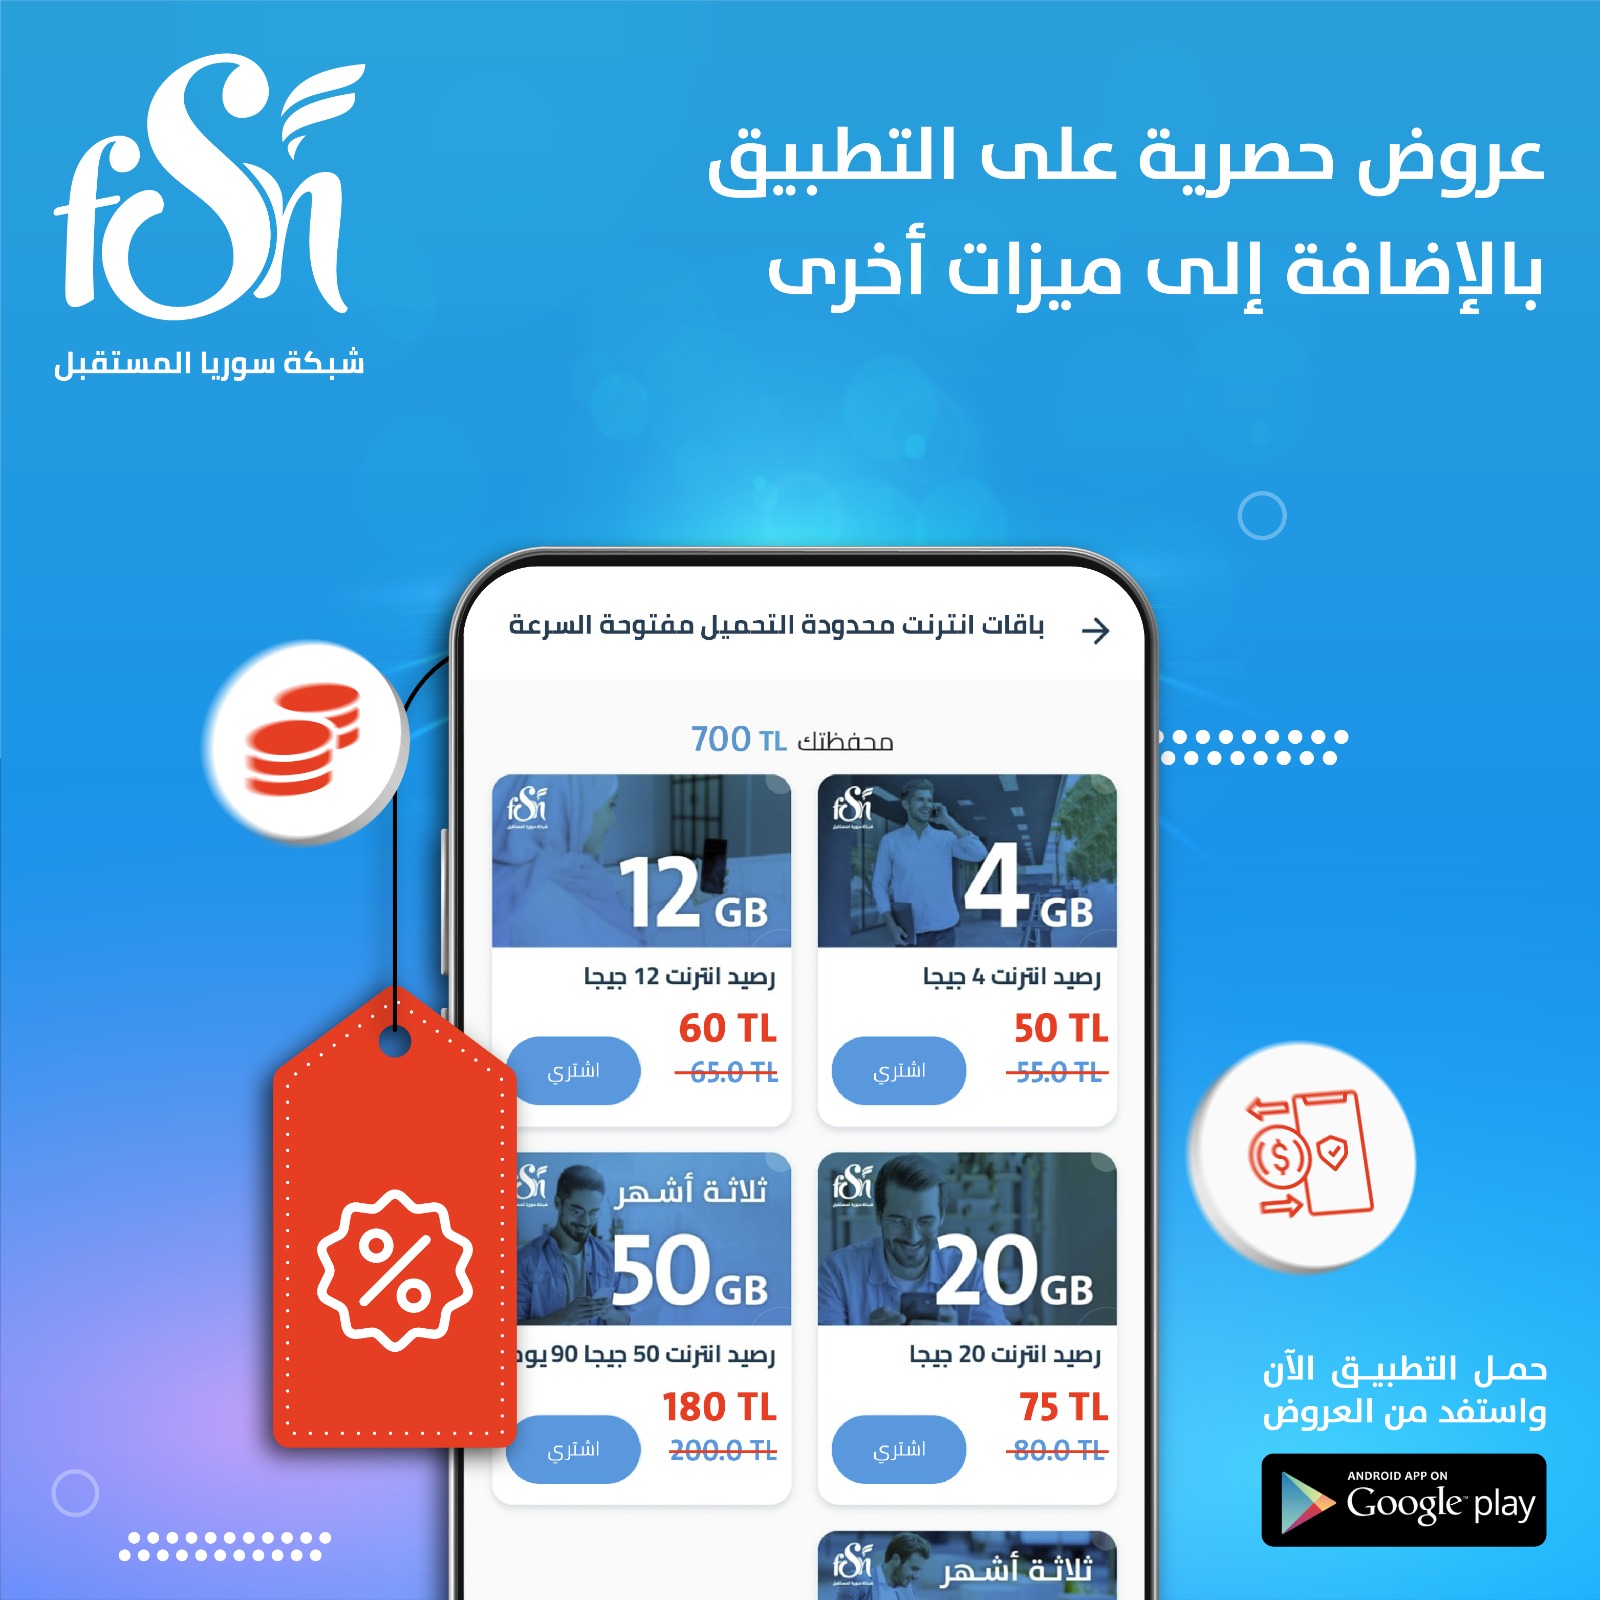 عروض حصرية على التطبيق
بالإضافة إلى ميزات أخرى
fSn
شبكة سوريا المستقبل
باقات انترنت محدودة التحميل مفتوحة السرعة
محفظتك 700 TL
4 GB
رصيد انترنت 4 جيجا
50 TL
55.0 TL
اشتري
12 GB
رصيد انترنت 12 جيجا
60 TL
65.0 TL
اشتري
20 GB
رصيد انترنت 20 جيجا
75 TL
80.0 TL
اشتري
ثلاثة أشهر
50 GB
رصيد انترنت 50 جيجا 90 يوم
180 TL
200.0 TL
اشتري
ثلاثة أشهر
حمل التطبيق الآن
واستفد من العروض
ANDROID APP ON
Google play